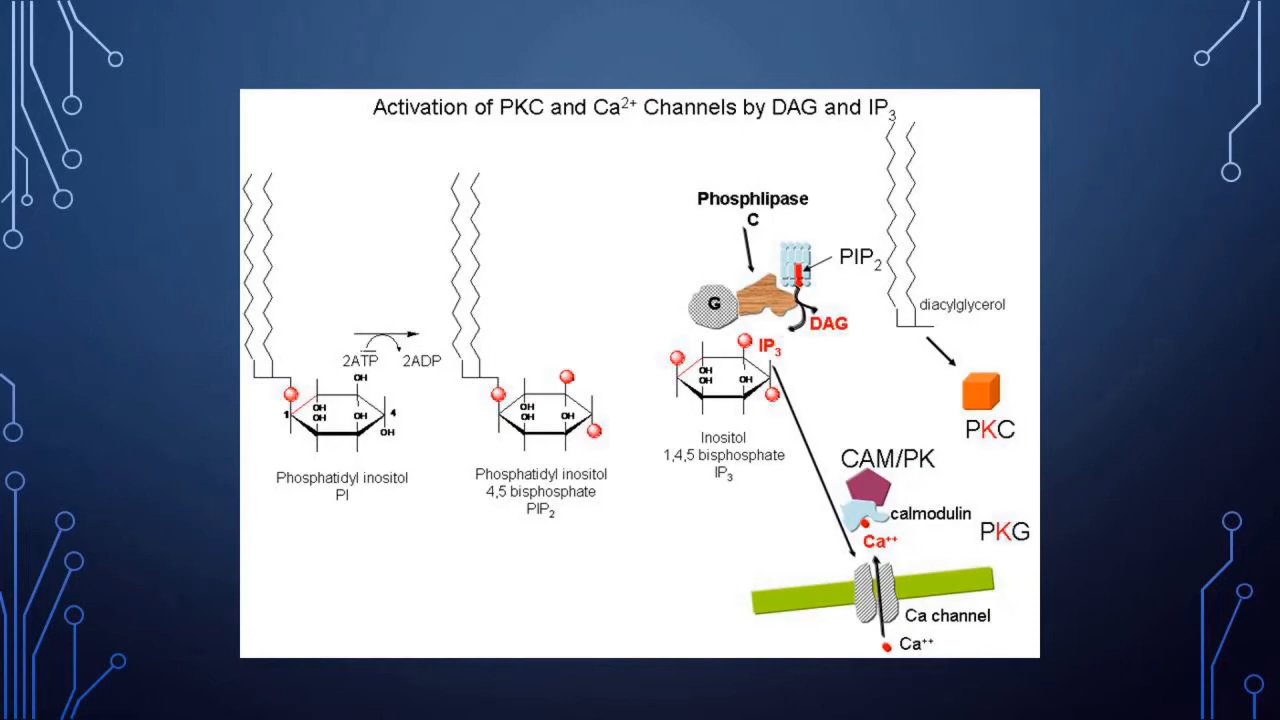 Activation of PKC and Ca2+ Channels by DAG and IP3
Phosphlipase
C
PIP2
G
DAG
diacylglycerol
2ATP
2ADP
OH
OH
OH
OH
1
4
OH
OH
OH
OH
IP3
OH
OH
OH
PKC
Phosphatidyl inositol
PI
Phosphatidyl inositol
4,5 bisphosphate
PIP2
Inositol
1,4,5 bisphosphate
IP3
CAM/PK
calmodulin
Ca++
PKG
Ca channel
Ca++